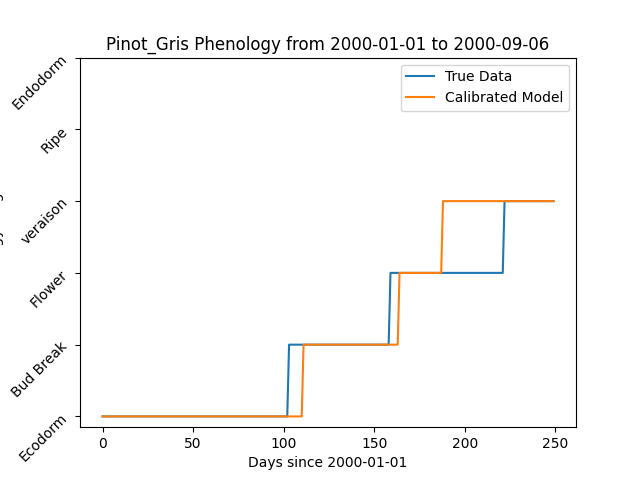 Pinot_Gris Phenology from 2000-01-01 to 2000-09-06
True Data
Calibrated Model
Endodorm
Ripe
veraison
Flower
Bud Break
Ecodorm
0 50 100 150 200 250
Days since 2000-01-01